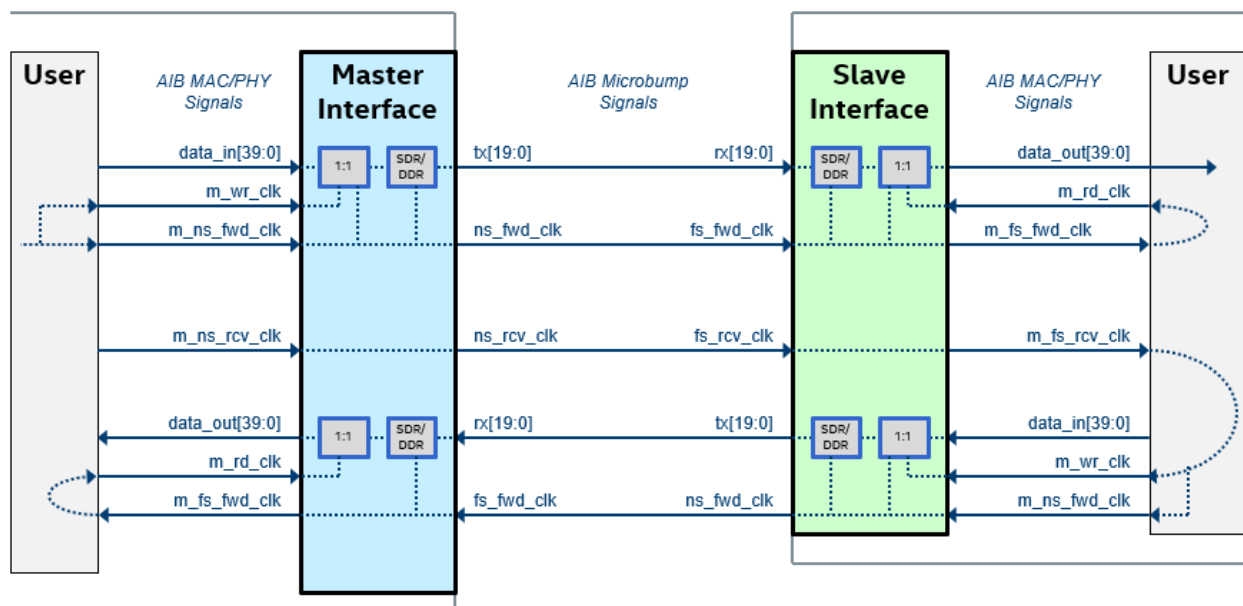 User
AIB MAC/PHY
Signals
Master
Interface
AIB Microbump
Signals
Slave
Interface
AIB MAC/PHY
Signals
User
data_in[39:0]
1:1
SDR/
DDR
tx[19:0]
rx[19:0]
SDR/
DDR
1:1
data_out[39:0]
m_wr_clk
m_rd_clk
m_ns_fwd_clk
ns_fwd_clk
fs_fwd_clk
m_fs_fwd_clk
m_ns_rcv_clk
ns_rcv_clk
fs_rcv_clk
m_fs_rcv_clk
data_out[39:0]
1:1
SDR/
DDR
rx[19:0]
tx[19:0]
SDR/
DDR
1:1
data_in[39:0]
m_rd_clk
m_wr_clk
m_fs_fwd_clk
fs_fwd_clk
ns_fwd_clk
m_ns_fwd_clk